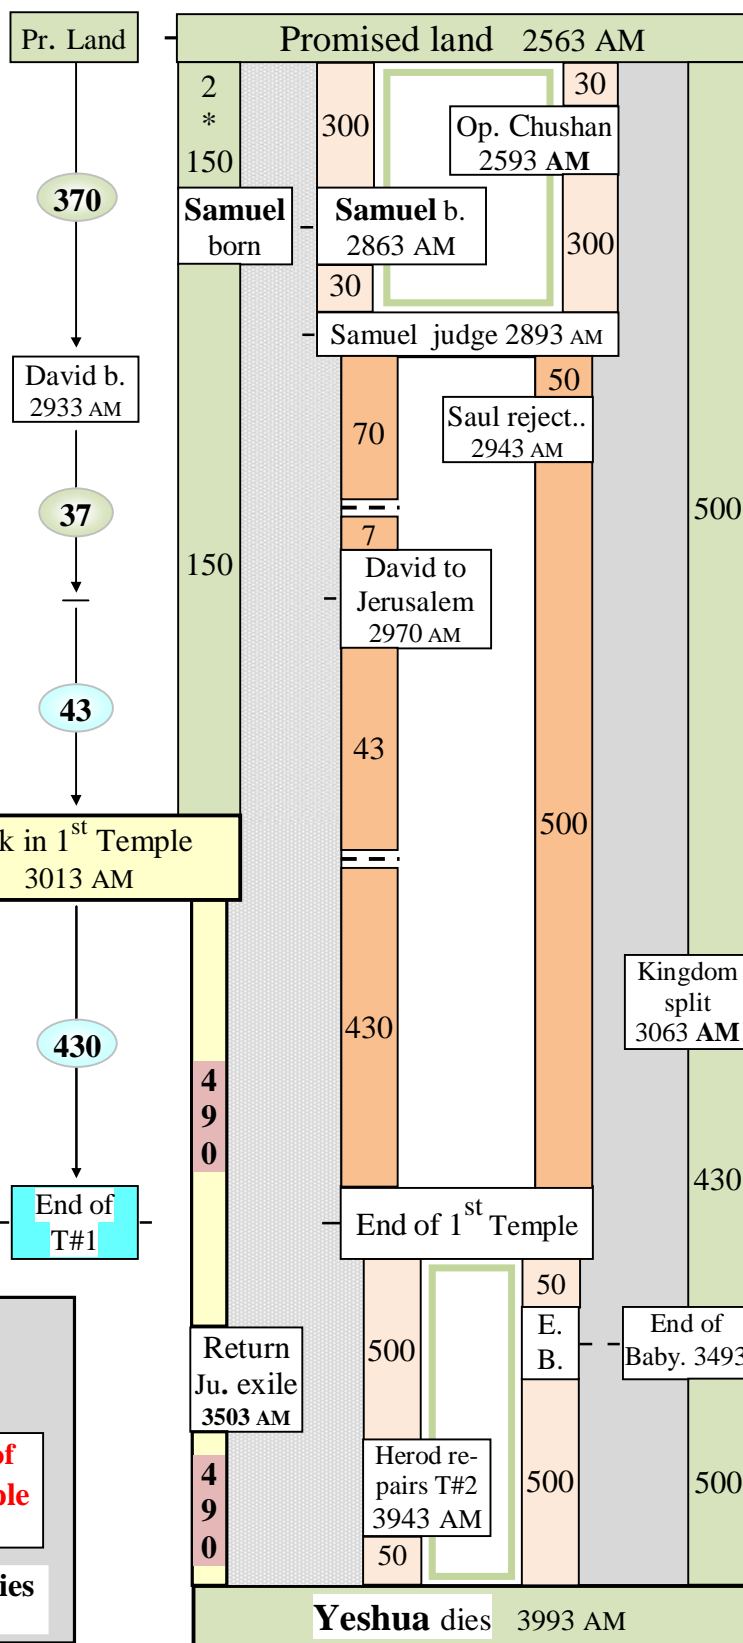 Pr. Land
Promised land 2563 AM
2
*
150
300
30
Op. Chushan
2593 AM
370
Samuel
born
Samuel b.
2863 AM
300
30
Samuel judge 2893 AM
David b.
2933 AM
50
Saul reject..
2943 AM
70
37
500
7
150
David to
Jerusalem
2970 AM
43
43
500
k in 1st Temple
3013 AM
Kingdom
split
3063 AM
430
430
4
9
0
430
End of
T#1
End of 1st Temple
50
Return
Ju. exile
3503 AM
500
E.
B.
End of
Baby. 3493
of
ple
4
9
0
Herod re-
pairs T#2
3943 AM
500
500
50
ies
Yeshua dies 3993 AM